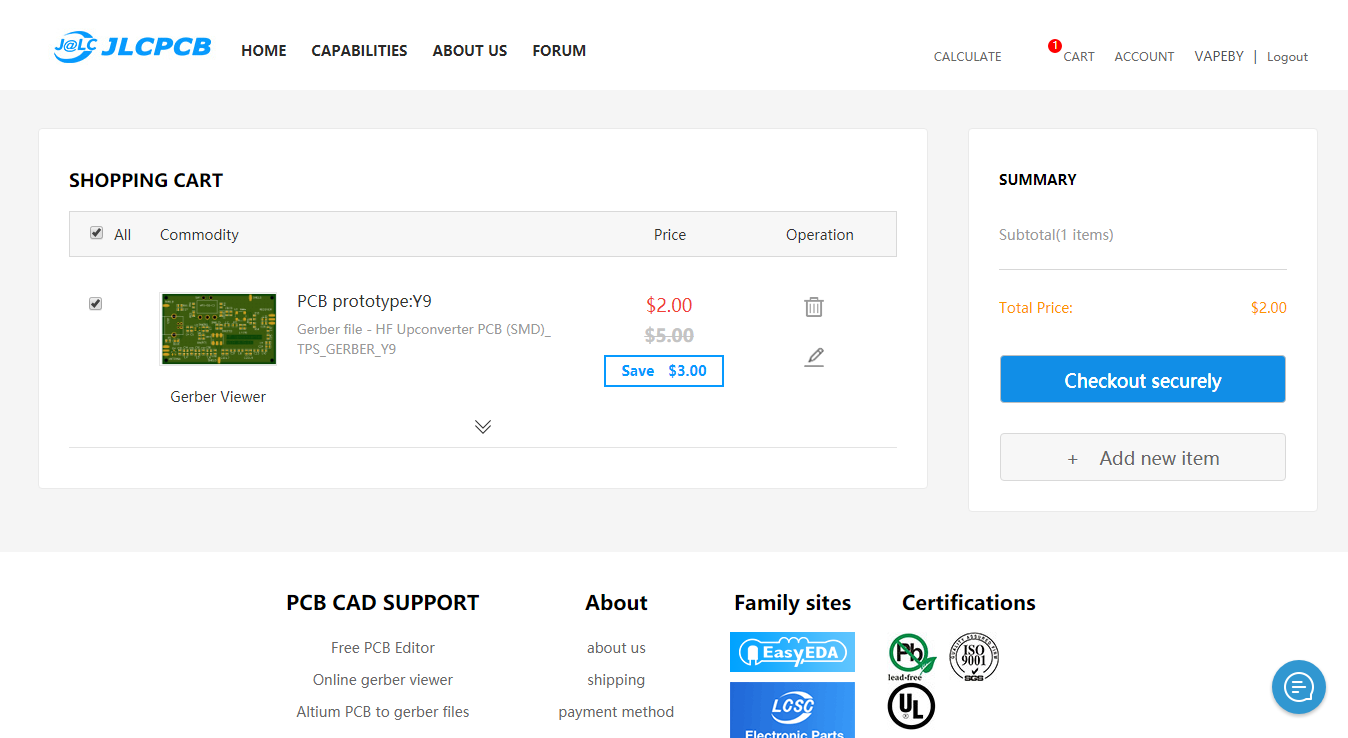 J@LC JLCPCB
HOME CAPABILITIES ABOUT US FORUM
CALCULATE 1 CART ACCOUNT VAPEBY | Logout
SHOPPING CART
All Commodity Price Operation
PCB prototype:Y9
Gerber file - HF Upconverter PCB (SMD)_
TPS_GERBER_Y9
Gerber Viewer
$2.00
$5.00
Save $3.00
SUMMARY
Subtotal(1 items)
Total Price: $2.00
Checkout securely
+ Add new item
PCB CAD SUPPORT
Free PCB Editor
Online gerber viewer
Altium PCB to gerber files
About
about us
shipping
payment method
Family sites
EasyEDA
LCSC
Electronic Parts
Certifications
Pb
lead-free
QUALITY ASSURED FIRM
ISO
9001
SGS
UL